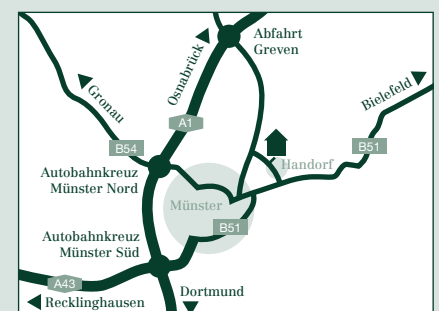 Abfahrt
Greven
Osnabrück
Bielefeld
Gronau
A1
B54
B51
Handorf
Autobahnkreuz
Münster Nord
Münster
B51
Autobahnkreuz
Münster Süd
A43
Dortmund
Recklinghausen